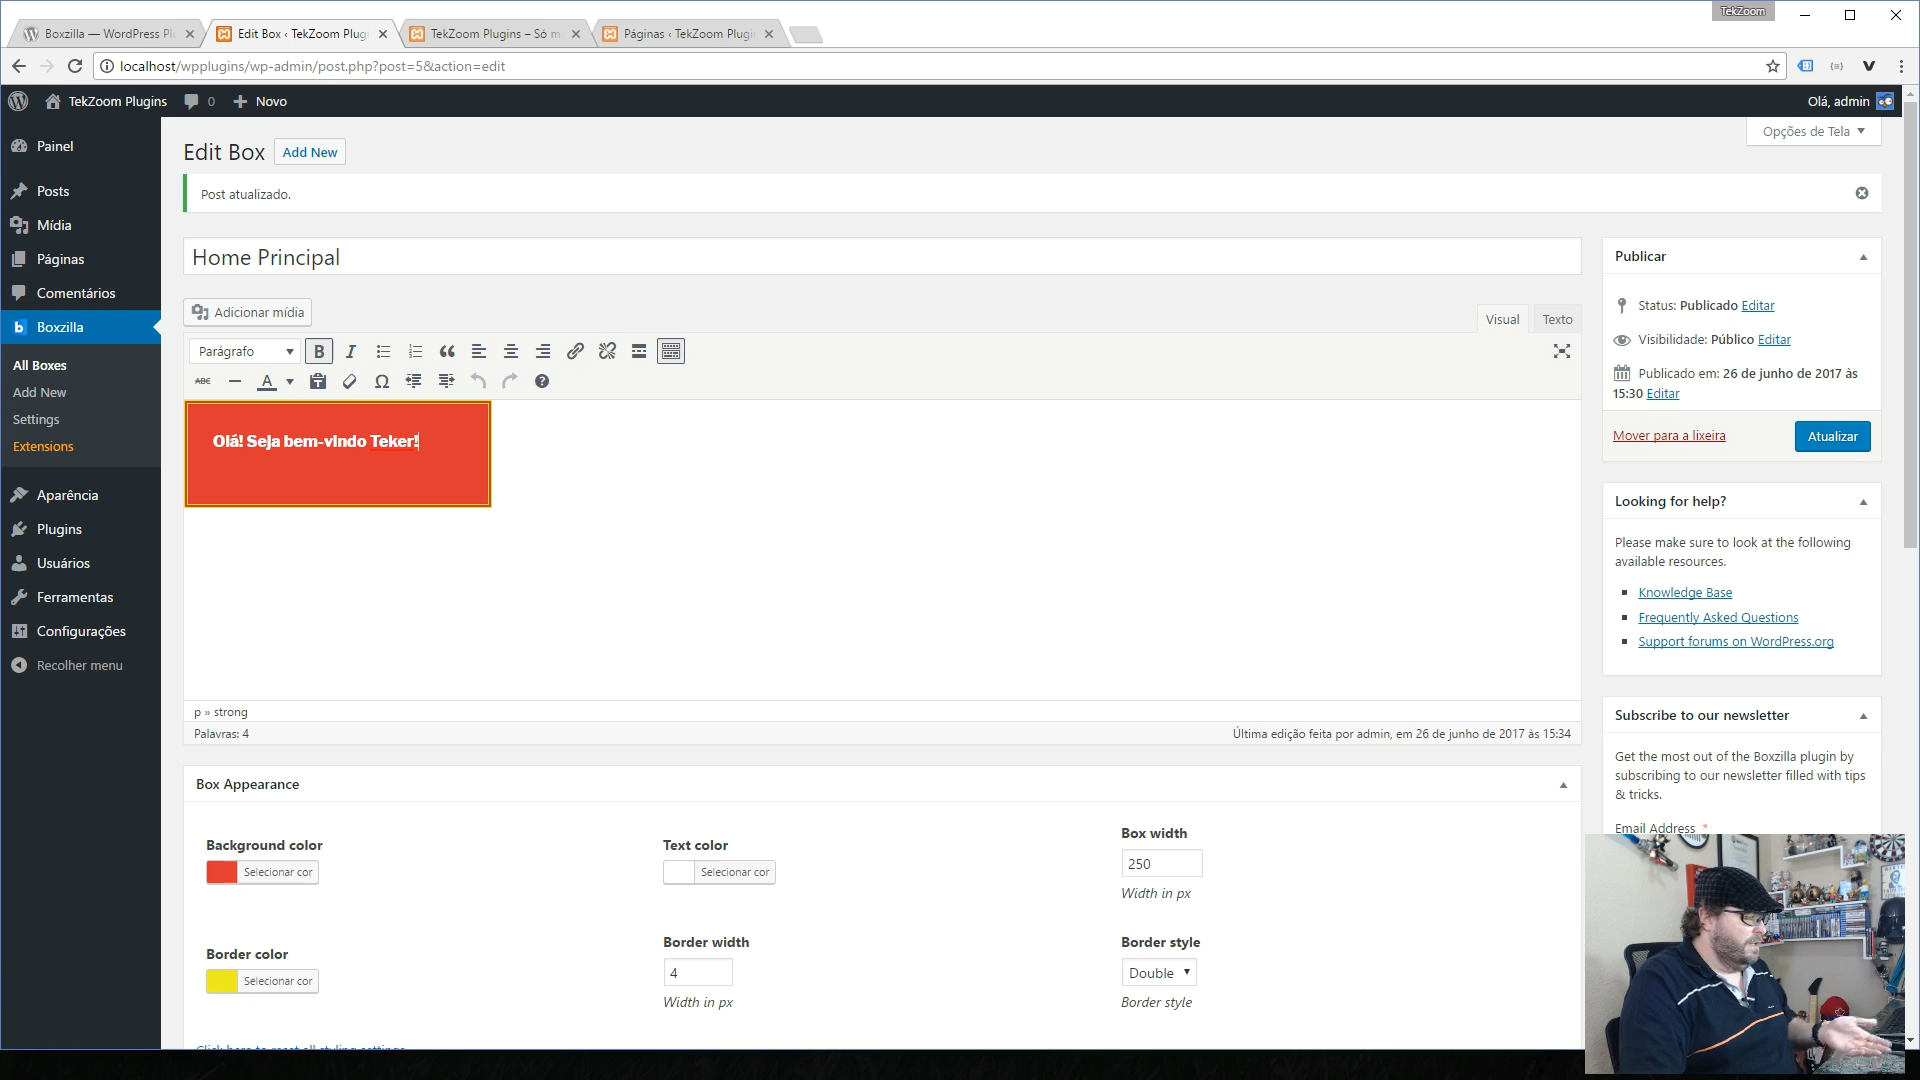 TekZoom
Boxzilla — WordPress Pl
Edit Box ‹ TekZoom Plug
TekZoom Plugins – Só m
Páginas ‹ TekZoom Plug
localhost/wpplugins/wp-admin/post.php?post=5&action=edit
TekZoom Plugins
0
Novo
Olá, admin
Painel
Posts
Mídia
Páginas
Comentários
Boxzilla
All Boxes
Add New
Settings
Extensions
Aparência
Plugins
Usuários
Ferramentas
Configurações
Recolher menu
Opções de Tela
Edit Box
Add New
Post atualizado.
Home Principal
Adicionar mídia
Visual
Texto
Parágrafo
B
I
ABC
A
Olá! Seja bem-vindo Teker!
p » strong
Palavras: 4
Última edição feita por admin, em 26 de junho de 2017 às 15:34
Box Appearance
Background color
Selecionar cor
Text color
Selecionar cor
Box width
250
Width in px
Border color
Selecionar cor
Border width
4
Width in px
Border style
Double
Border style
Click here to reset all styling settings
Publicar
Status: Publicado Editar
Visibilidade: Público Editar
Publicado em: 26 de junho de 2017 às
15:30 Editar
Mover para a lixeira
Atualizar
Looking for help?
Please make sure to look at the following
available resources.
Knowledge Base
Frequently Asked Questions
Support forums on WordPress.org
Subscribe to our newsletter
Get the most out of the Boxzilla plugin by
subscribing to our newsletter filled with tips
& tricks.
Email Address *